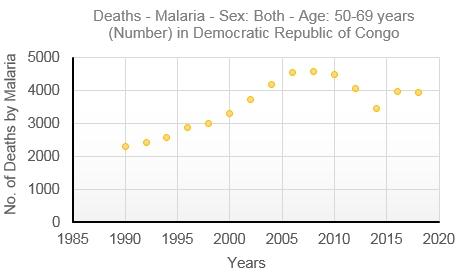 Deaths - Malaria - Sex: Both - Age: 50-69 years
(Number) in Democratic Republic of Congo
No. of Deaths by Malaria
5000
4000
3000
2000
1000
0
1985 1990 1995 2000 2005 2010 2015 2020
Years